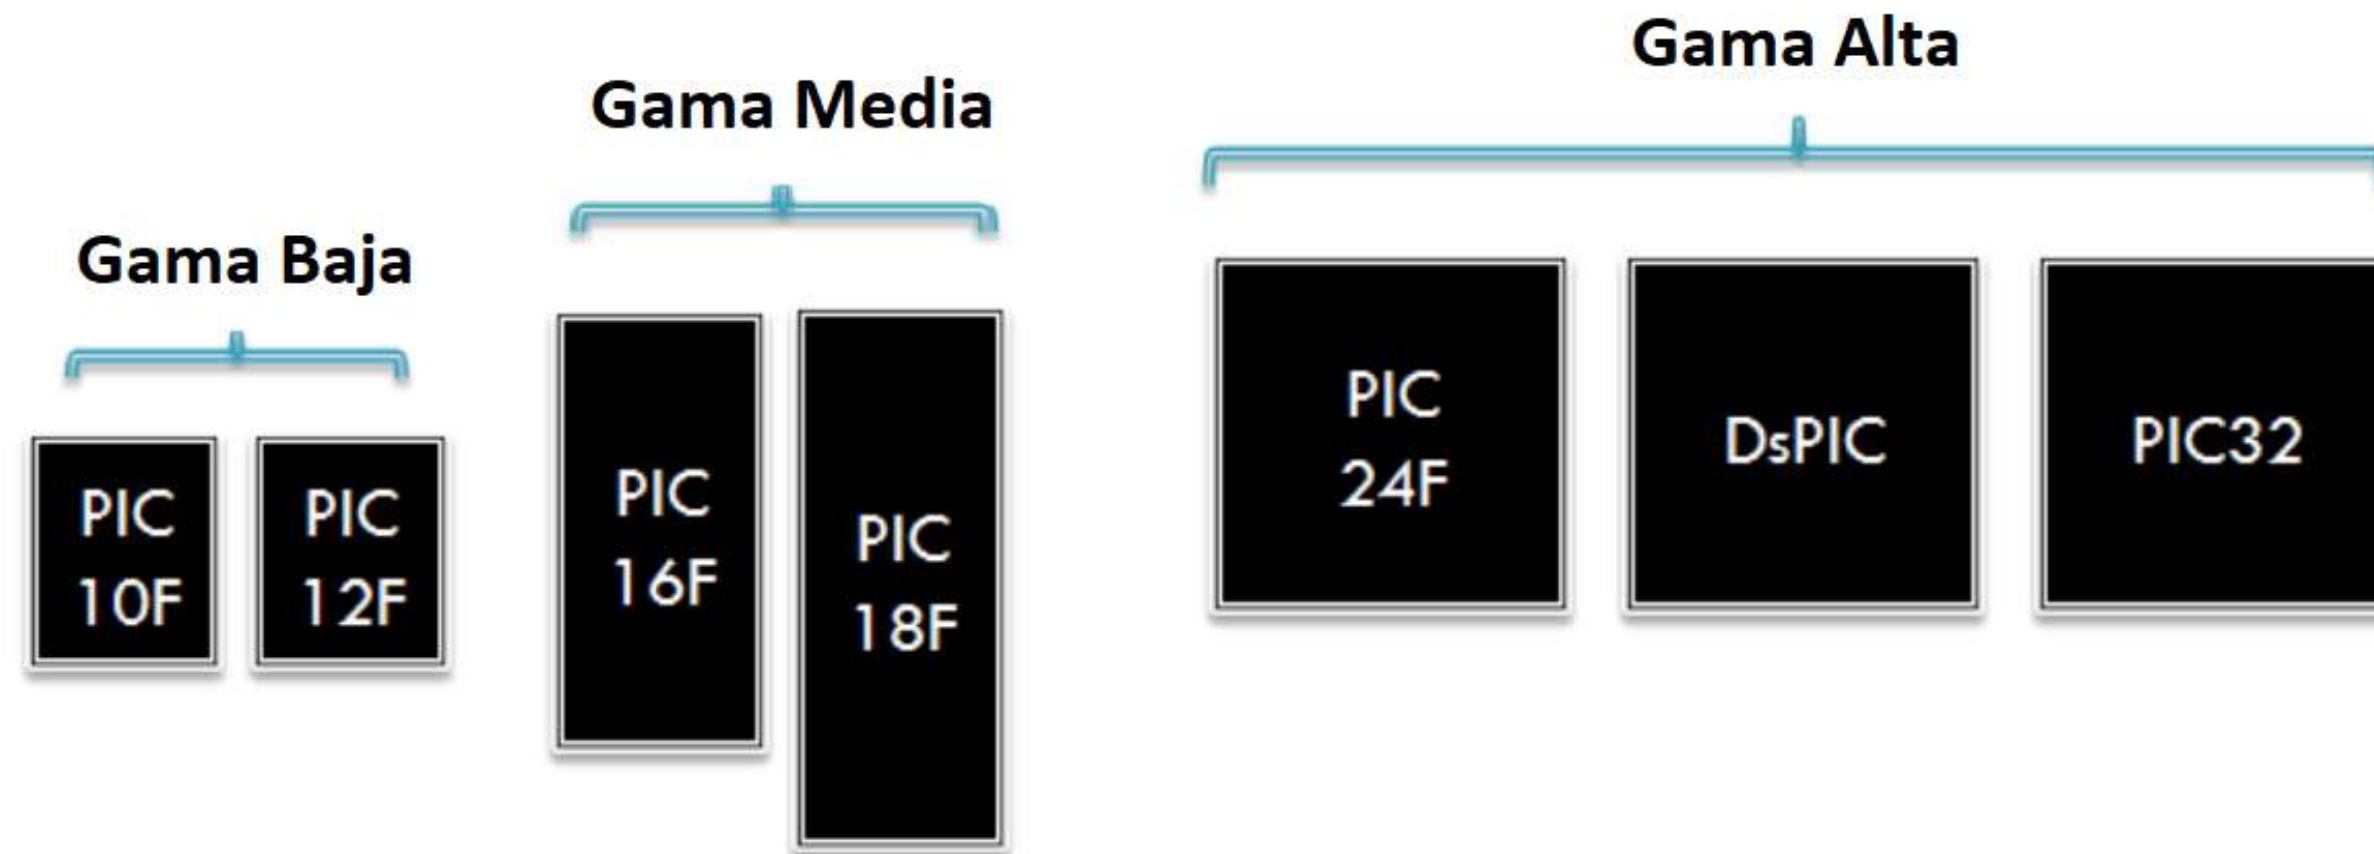 Gama Baja
PIC
10F
PIC
12F
Gama Media
PIC
16F
PIC
18F
Gama Alta
PIC
24F
DsPIC
PIC32